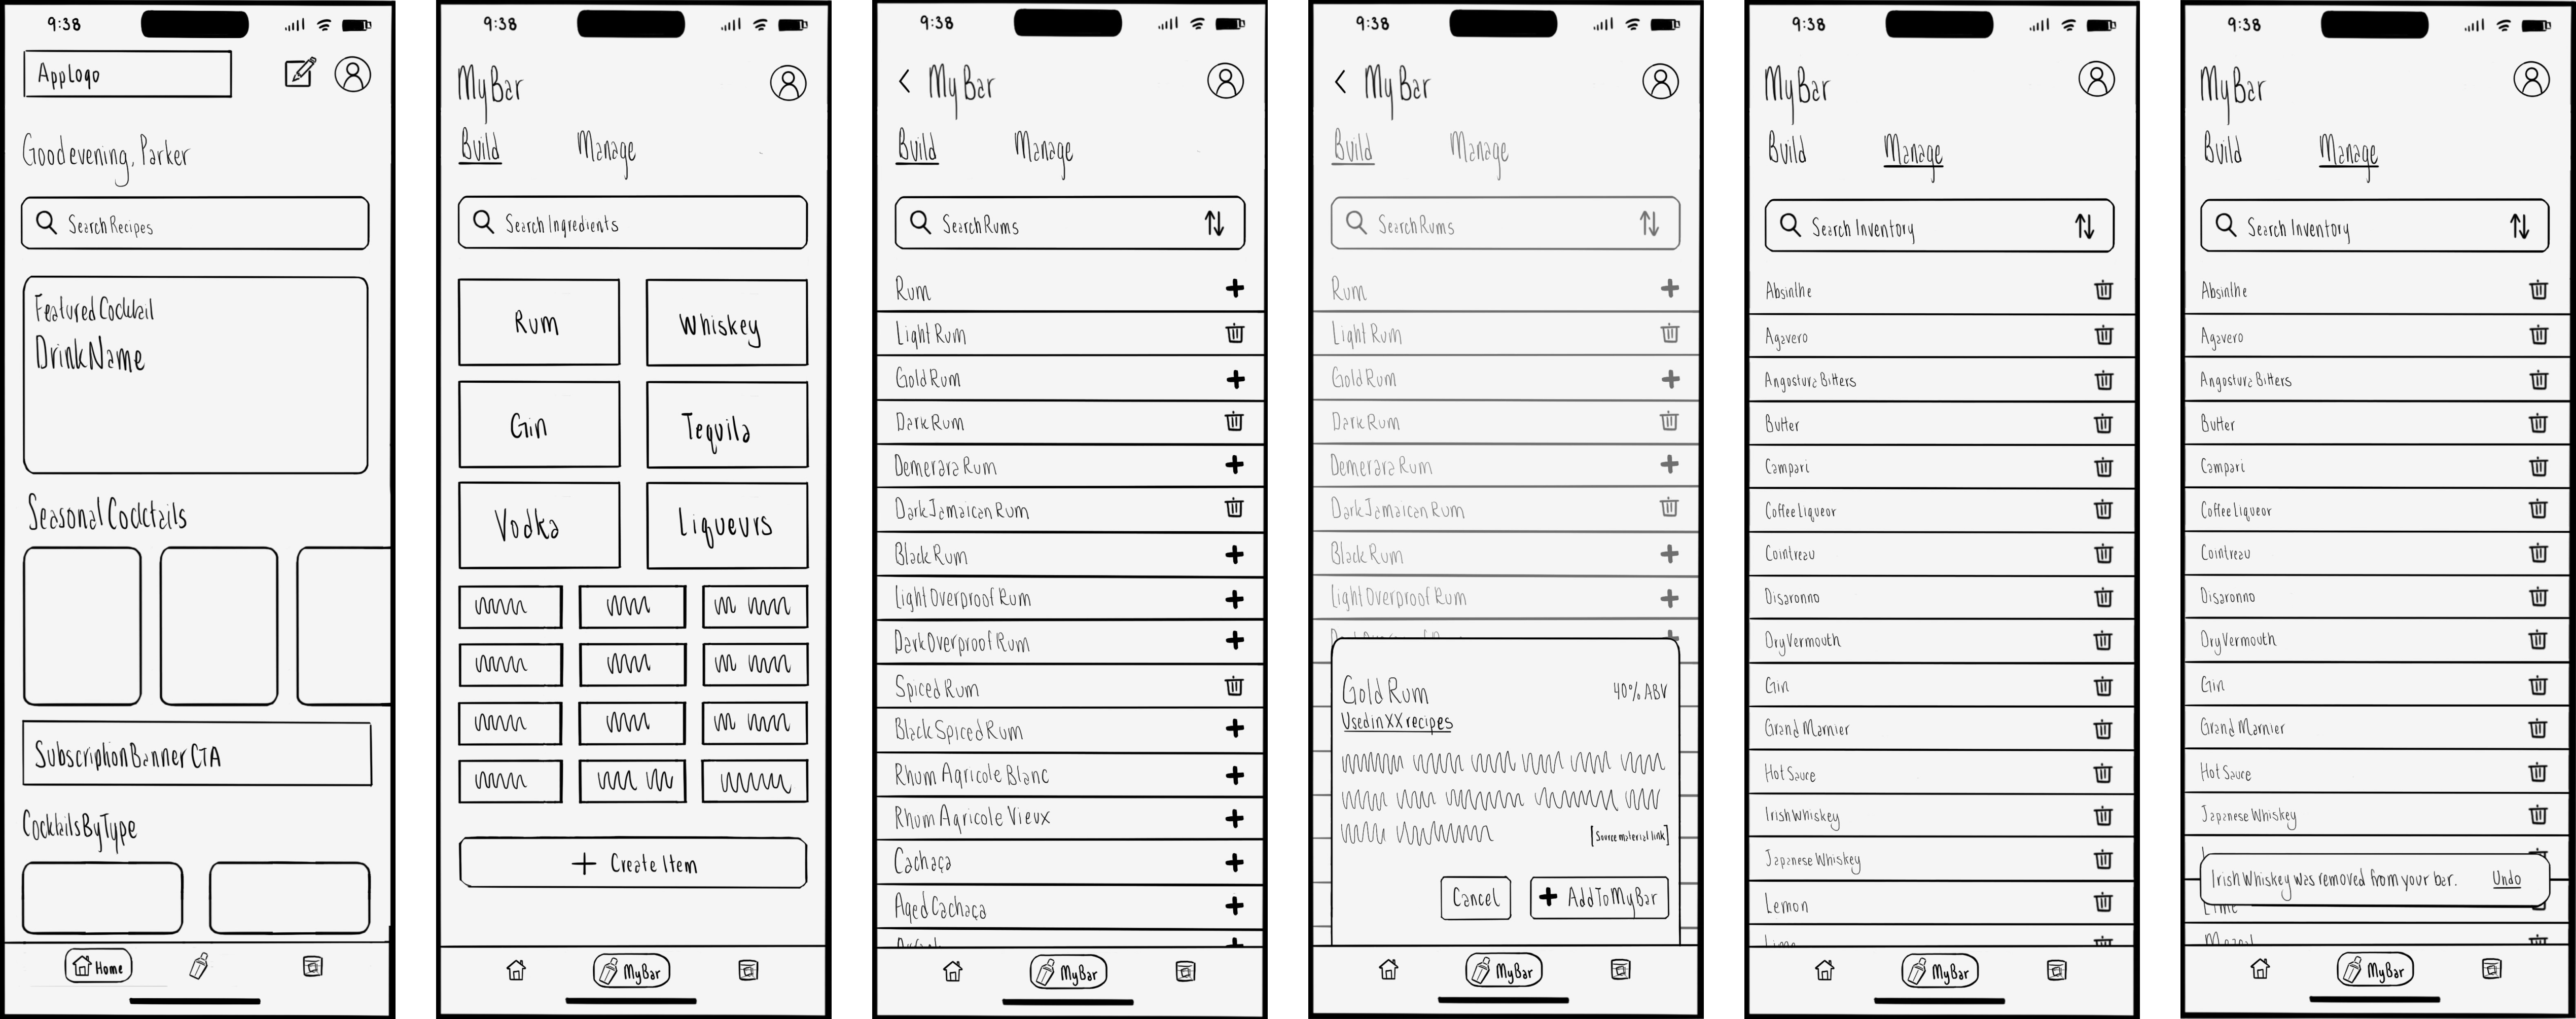 9:38
App Logo
Good evening, Parker
Search Recipes
Featured Cocktail
Drink Name
Seasonal Cocktails
Subscription Banner CTA
Cocktails By Type
Home
9:38
My Bar
Build Manage
Search Ingredients
Rum Whiskey
Gin Tequila
Vodka Liqueurs
+ Create Item
My Bar
9:38
< My Bar
Build Manage
Search Rums
Rum
Light Rum
Gold Rum
Dark Rum
Demerara Rum
Dark Jamaican Rum
Black Rum
Light Overproof Rum
Dark Overproof Rum
Spiced Rum
Black Spiced Rum
Rhum Agricole Blanc
Rhum Agricole Vieux
Cachaça
Aged Cachaça
My Bar
9:38
< My Bar
Build Manage
Search Rums
Rum
Light Rum
Gold Rum
Dark Rum
Demerara Rum
Dark Jamaican Rum
Black Rum
Light Overproof Rum
Gold Rum 40% ABV
Used in XX recipes
[Source material link]
Cancel + Add To My Bar
My Bar
9:38
My Bar
Build Manage
Search Inventory
Absinthe
Agavero
Angostura Bitters
Butter
Campari
Coffee Liqueor
Cointreau
Disaronno
Dry Vermouth
Gin
Grand Marnier
Hot Sauce
Irish Whiskey
Japanese Whiskey
Lemon
Lime
My Bar
9:38
My Bar
Build Manage
Search Inventory
Absinthe
Agavero
Angostura Bitters
Butter
Campari
Coffee Liqueor
Cointreau
Disaronno
Dry Vermouth
Gin
Grand Marnier
Hot Sauce
Japanese Whiskey
Irish Whiskey was removed from your bar. Undo
Lime
Mezcal
My Bar